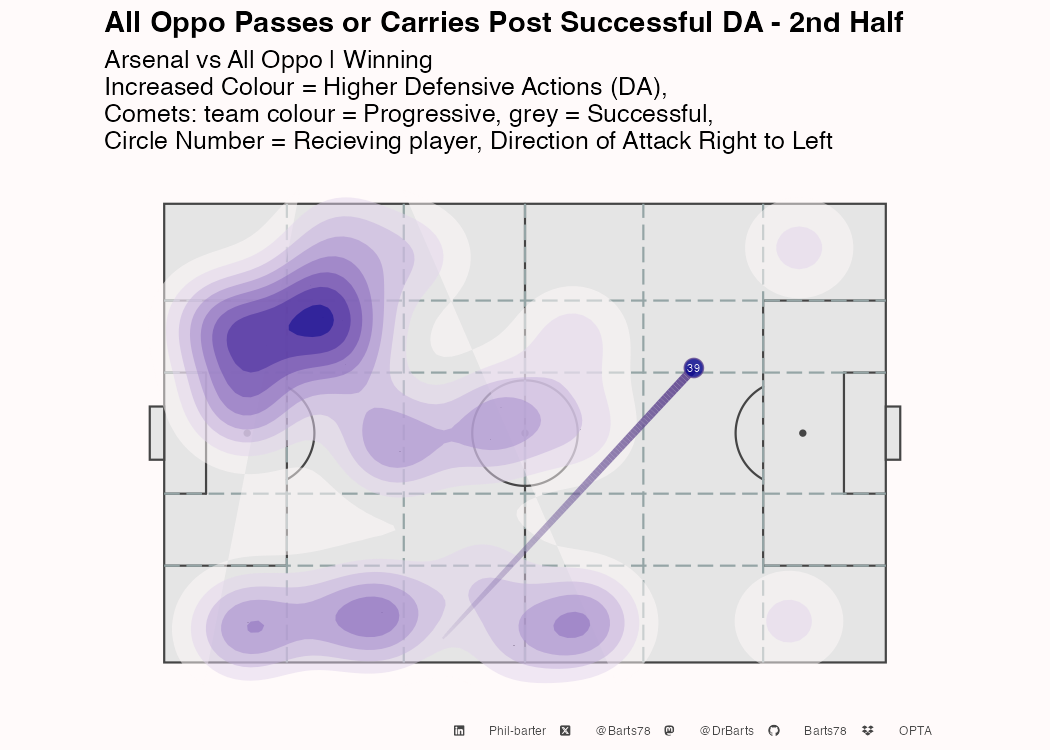 All Oppo Passes or Carries Post Successful DA - 2nd Half
Arsenal vs All Oppo | Winning
Increased Colour = Higher Defensive Actions (DA),
Comets: team colour = Progressive, grey = Successful,
Circle Number = Recieving player, Direction of Attack Right to Left
39
Phil-barter @Barts78 @DrBarts Barts78 OPTA